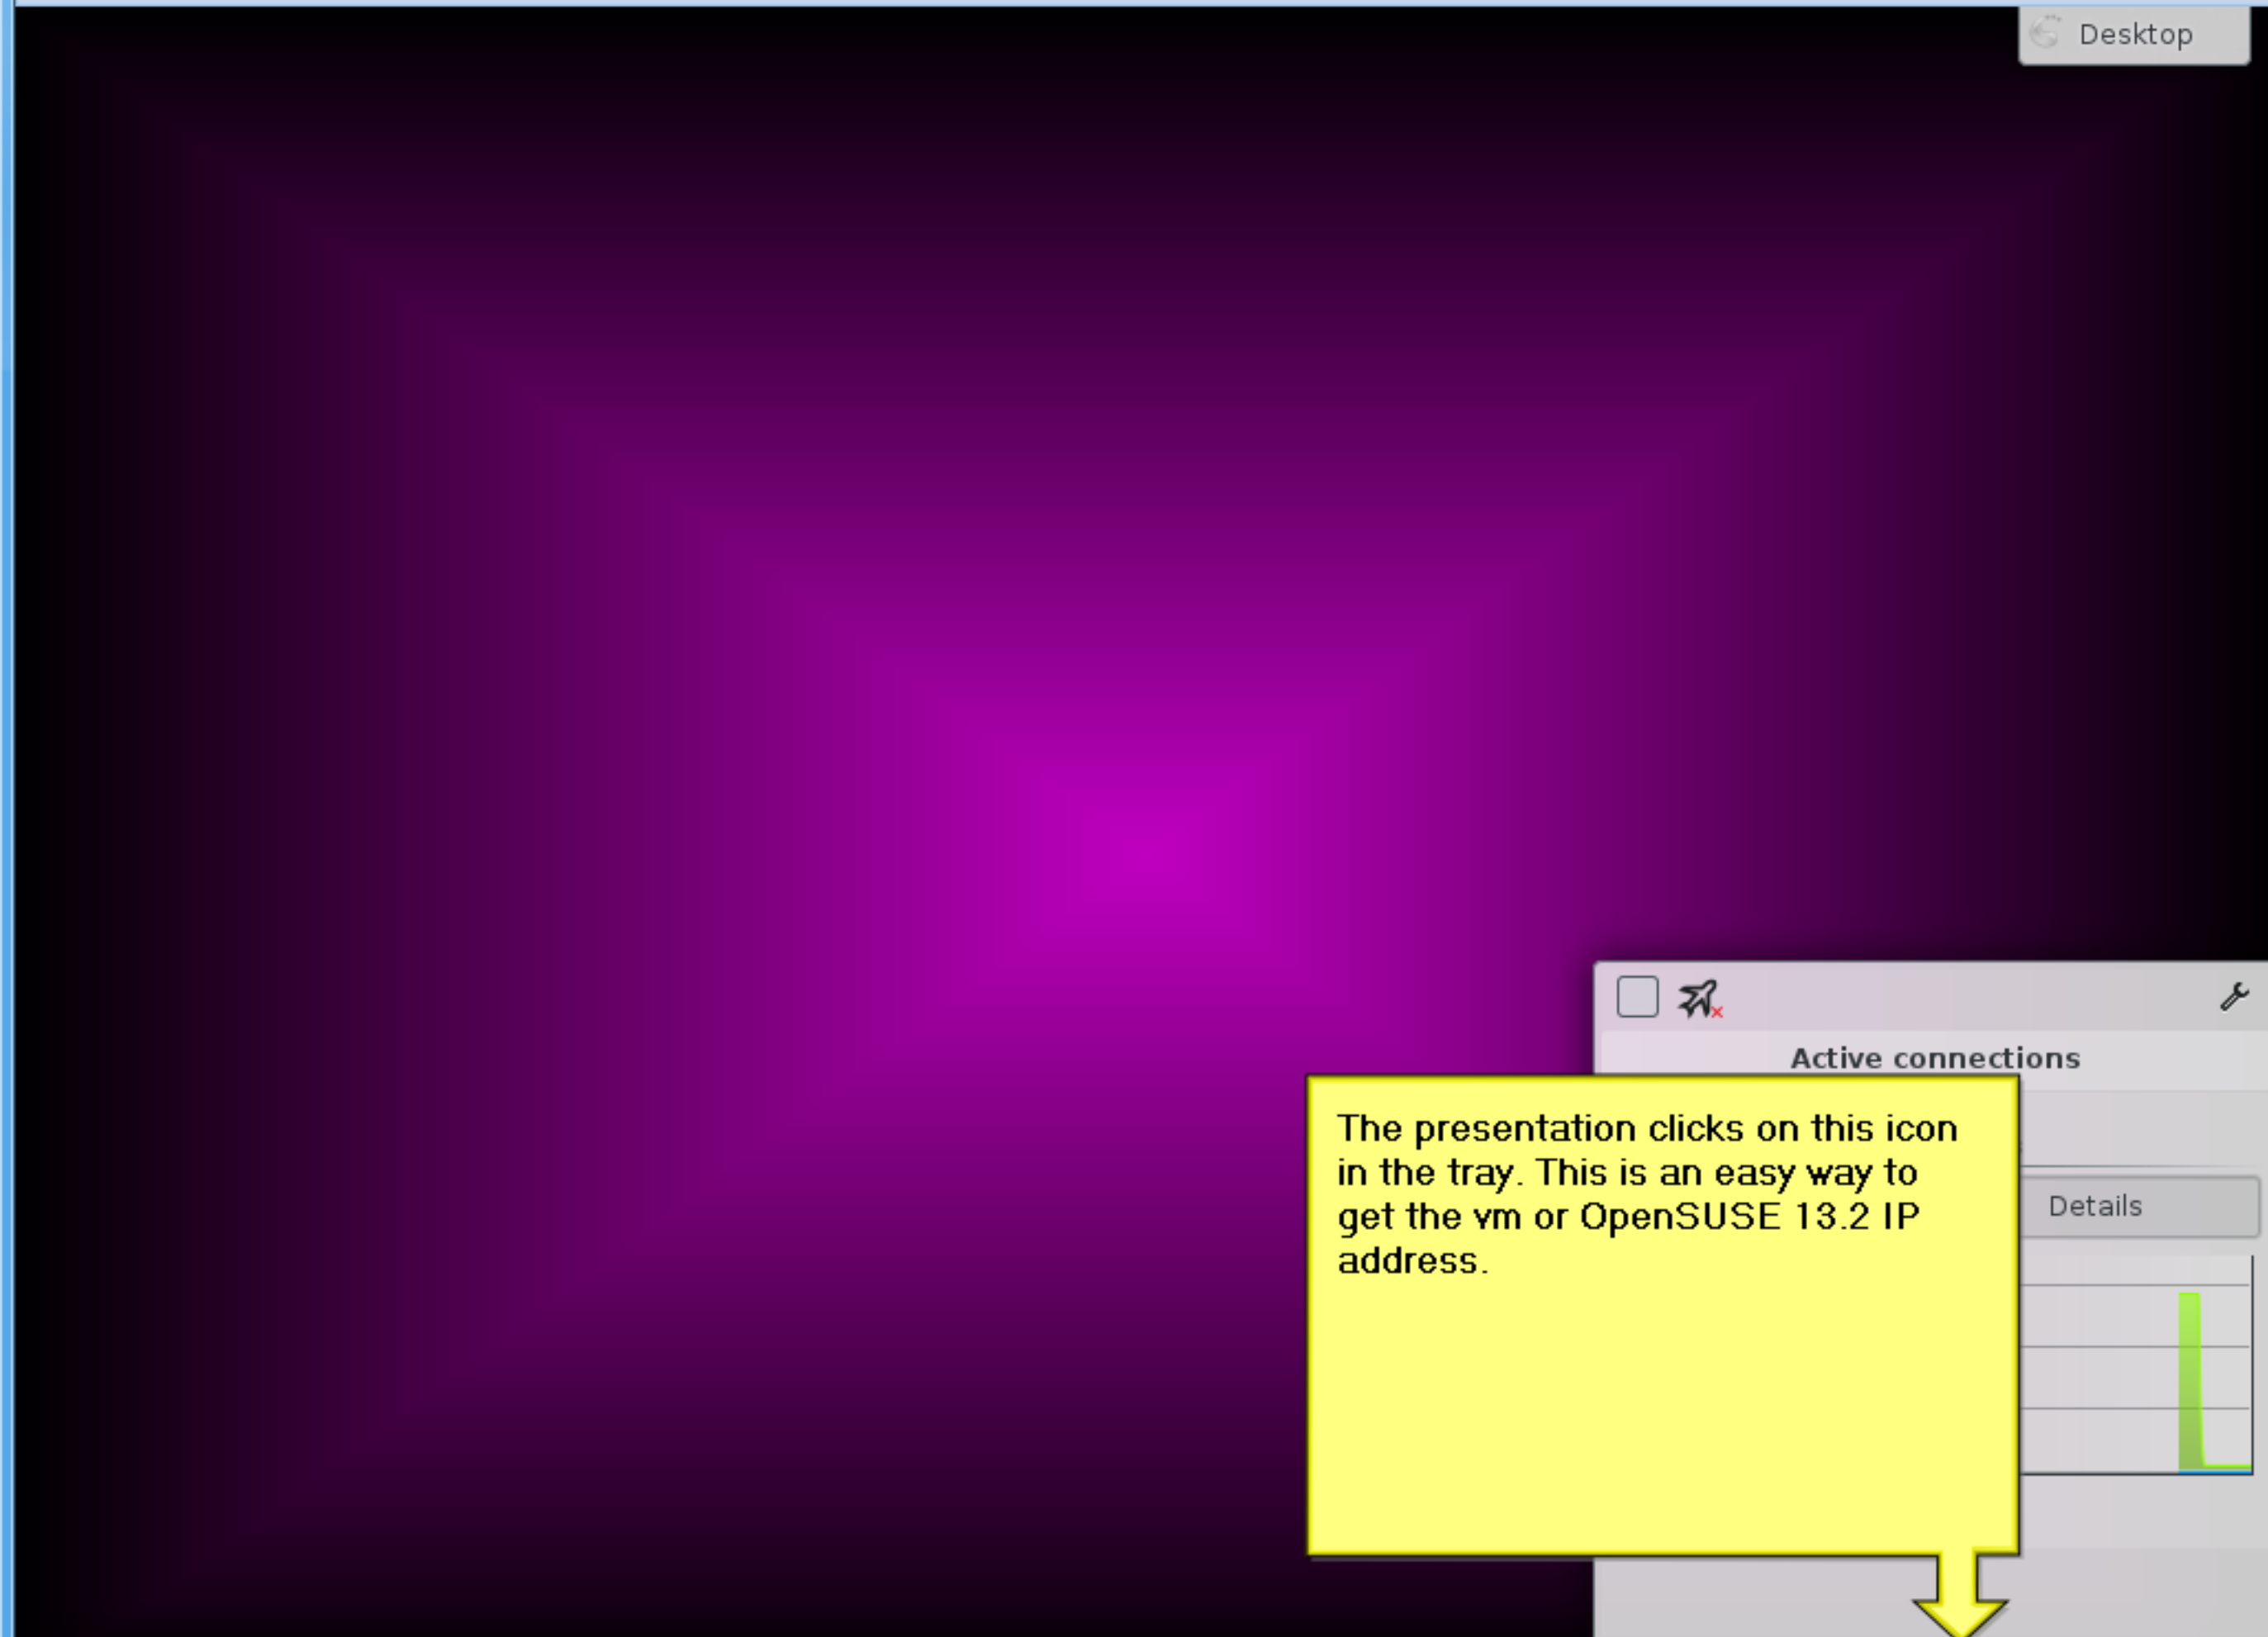 Desktop
Active connections
The presentation clicks on this icon
in the tray. This is an easy way to
get the vm or OpenSUSE 13.2 IP
address.
Details